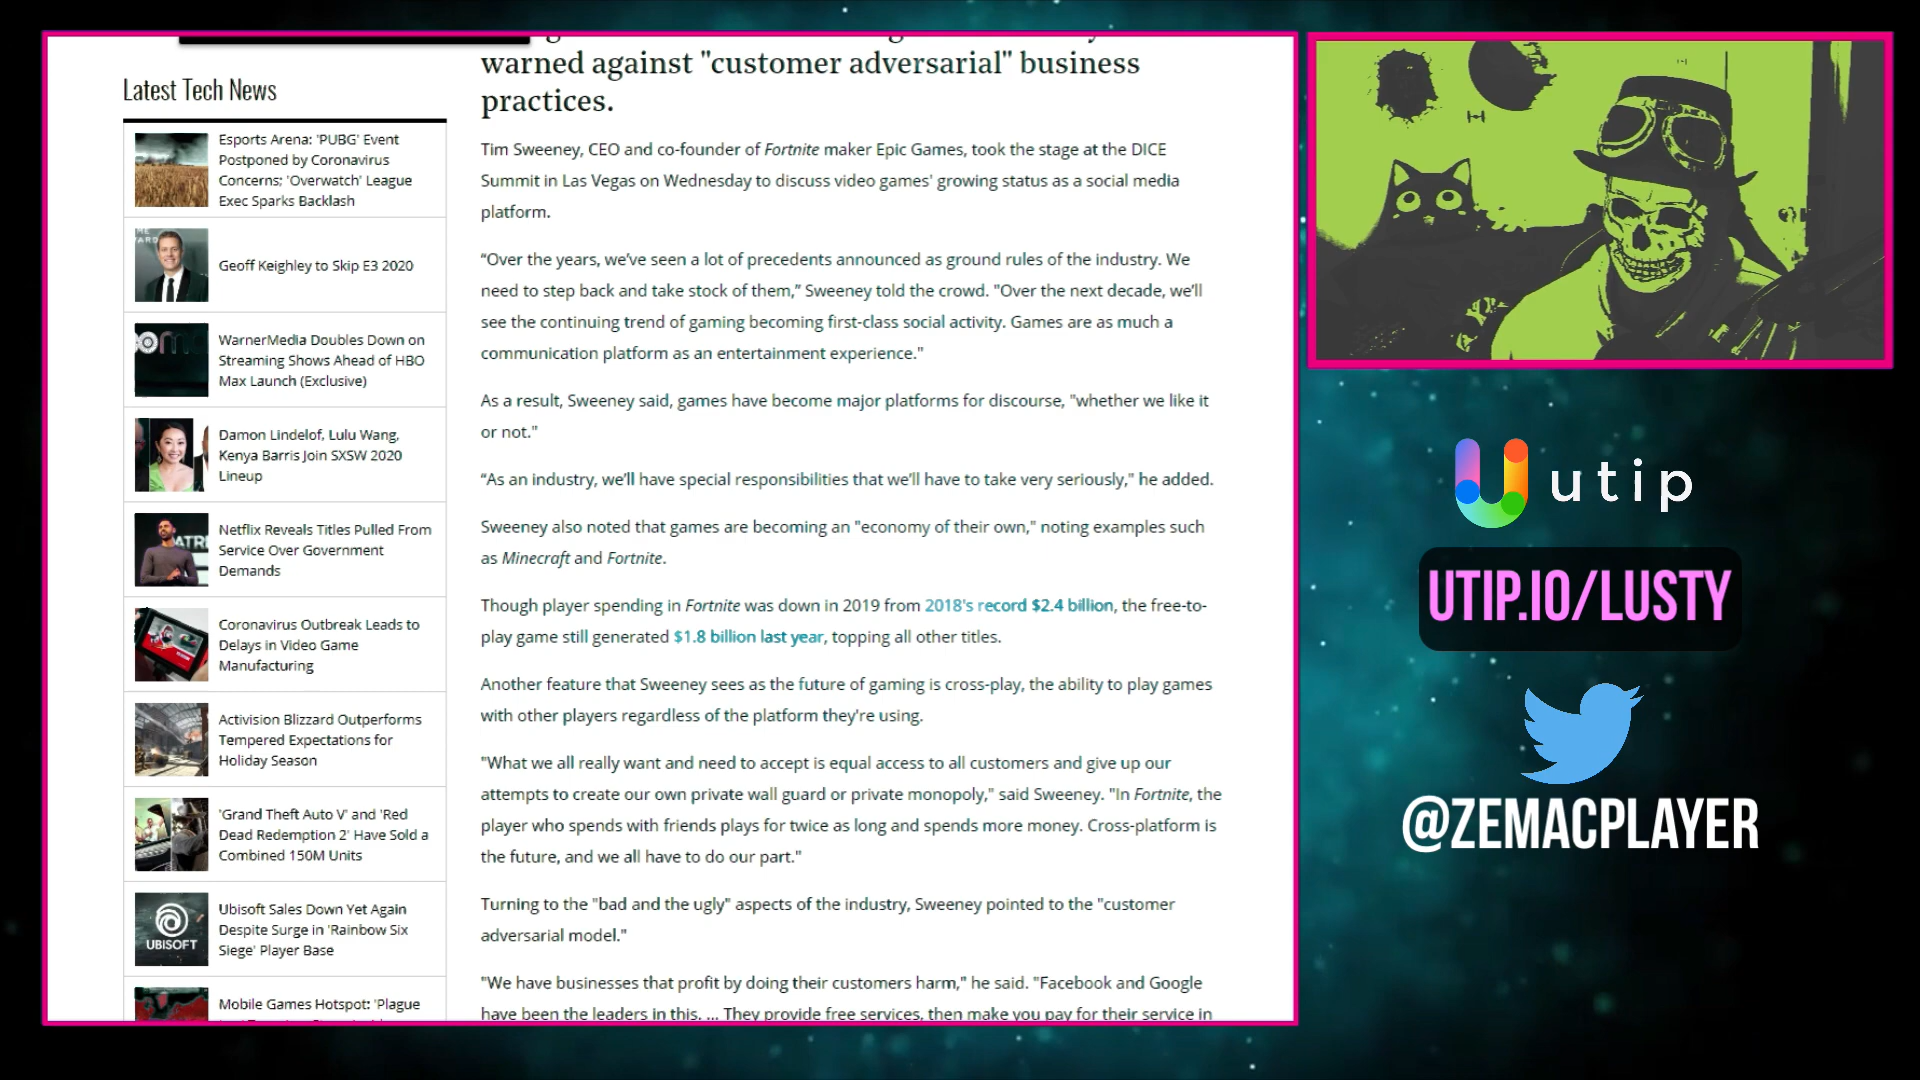 warned against "customer adversarial" business
practices.
Tim Sweeney, CEO and co-founder of Fortnite maker Epic Games, took the stage at the DICE
Summit in Las Vegas on Wednesday to discuss video games' growing status as a social media
platform.
“Over the years, we’ve seen a lot of precedents announced as ground rules of the industry. We
need to step back and take stock of them,” Sweeney told the crowd. "Over the next decade, we’ll
see the continuing trend of gaming becoming first-class social activity. Games are as much a
communication platform as an entertainment experience."
As a result, Sweeney said, games have become major platforms for discourse, "whether we like it
or not."
“As an industry, we’ll have special responsibilities that we’ll have to take very seriously," he added.
Sweeney also noted that games are becoming an "economy of their own," noting examples such
as Minecraft and Fortnite.
Though player spending in Fortnite was down in 2019 from 2018's record $2.4 billion, the free-to-
play game still generated $1.8 billion last year, topping all other titles.
Another feature that Sweeney sees as the future of gaming is cross-play, the ability to play games
with other players regardless of the platform they're using.
"What we all really want and need to accept is equal access to all customers and give up our
attempts to create our own private wall guard or private monopoly," said Sweeney. "In Fortnite, the
player who spends with friends plays for twice as long and spends more money. Cross-platform is
the future, and we all have to do our part."
Turning to the "bad and the ugly" aspects of the industry, Sweeney pointed to the "customer
adversarial model."
"We have businesses that profit by doing their customers harm," he said. "Facebook and Google
have been the leaders in this. ... They provide free services, then make you pay for their service in
Latest Tech News
Esports Arena: 'PUBG' Event
Postponed by Coronavirus
Concerns; 'Overwatch' League
Exec Sparks Backlash
Geoff Keighley to Skip E3 2020
WarnerMedia Doubles Down on
Streaming Shows Ahead of HBO
Max Launch (Exclusive)
Damon Lindelof, Lulu Wang,
Kenya Barris Join SXSW 2020
Lineup
Netflix Reveals Titles Pulled From
Service Over Government
Demands
Coronavirus Outbreak Leads to
Delays in Video Game
Manufacturing
Activision Blizzard Outperforms
Tempered Expectations for
Holiday Season
'Grand Theft Auto V' and 'Red
Dead Redemption 2' Have Sold a
Combined 150M Units
UBISOFT
Ubisoft Sales Down Yet Again
Despite Surge in 'Rainbow Six
Siege' Player Base
Mobile Games Hotspot: 'Plague
utip
UTIP.IO/LUSTY
@ZEMACPLAYER